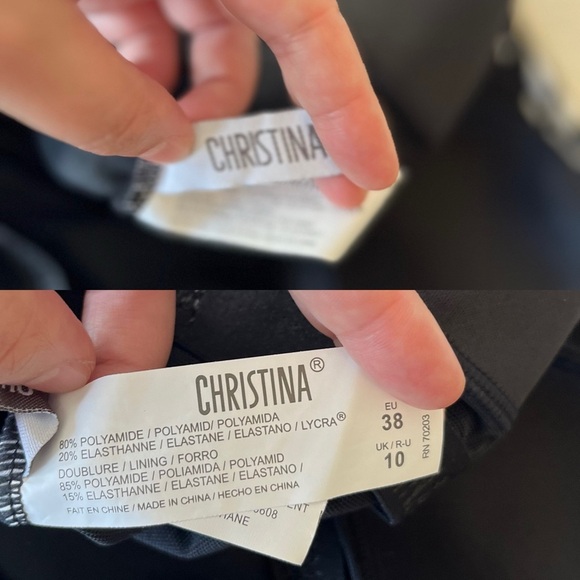 CHRISTINA
CHRISTINA®
80% POLYAMIDE / POLYAMID/ POLYAMIDA
20% ELASTHANNE / ELASTANE / ELASTANO / LYCRA®
DOUBLURE / LINING / FORRO
85% POLYAMIDE / POLIAMIDA / POLYAMID
15% ELASTHANNE / ELASTANE / ELASTANO /
FAIT EN CHINE / MADE IN CHINA / HECHO EN CHINA
EU
38
UK / R-U
10
RN 70203